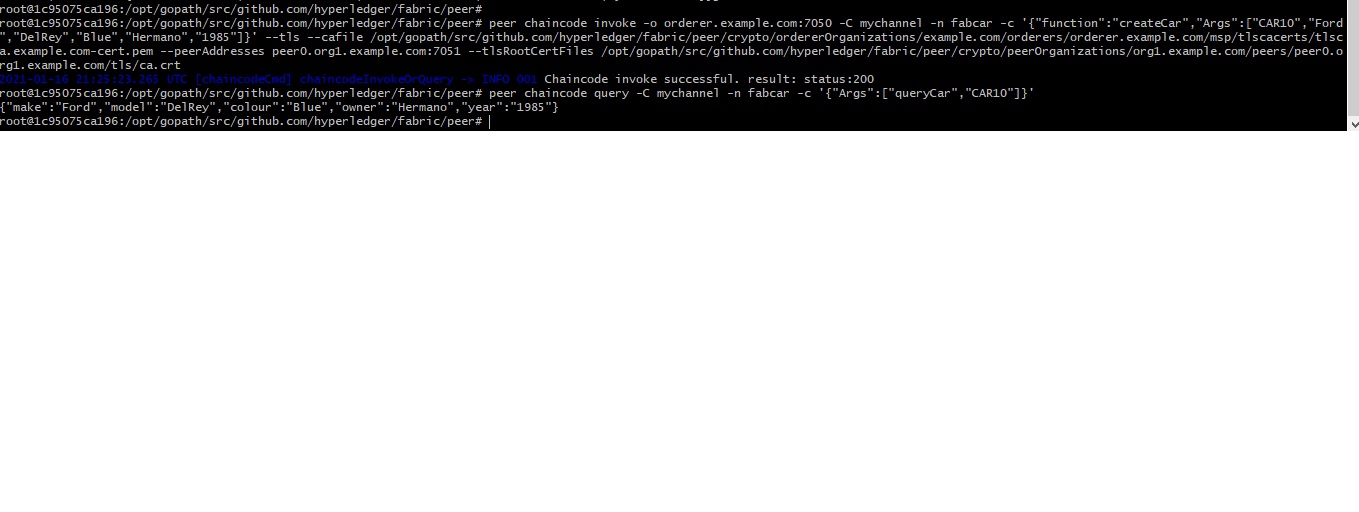 root@1c95075ca196:/opt/gopath/src/github.com/hyperledger/fabric/peer#
root@1c95075ca196:/opt/gopath/src/github.com/hyperledger/fabric/peer# peer chaincode invoke -o orderer.example.com:7050 -C mychannel -n fabcar -c '{"function":"createCar","Args":["CAR10","Ford
","DelRey","Blue","Hermano","1985"]}' --tls --cafile /opt/gopath/src/github.com/hyperledger/fabric/peer/crypto/ordererOrganizations/example.com/orderers/orderer.example.com/msp/tlscacerts/tlsc
a.example.com-cert.pem --peerAddresses peer0.org1.example.com:7051 --tlsRootCertFiles /opt/gopath/src/github.com/hyperledger/fabric/peer/crypto/peerOrganizations/org1.example.com/peers/peer0.o
rg1.example.com/tls/ca.crt
2021-01-16 21:25:23.265 UTC [chaincodeCmd] chaincodeInvokeOrQuery -> INFO 001 Chaincode invoke successful. result: status:200
root@1c95075ca196:/opt/gopath/src/github.com/hyperledger/fabric/peer# peer chaincode query -C mychannel -n fabcar -c '{"Args":["queryCar","CAR10"]}'
{"make":"Ford","model":"DelRey","colour":"Blue","owner":"Hermano","year":"1985"}
root@1c95075ca196:/opt/gopath/src/github.com/hyperledger/fabric/peer#